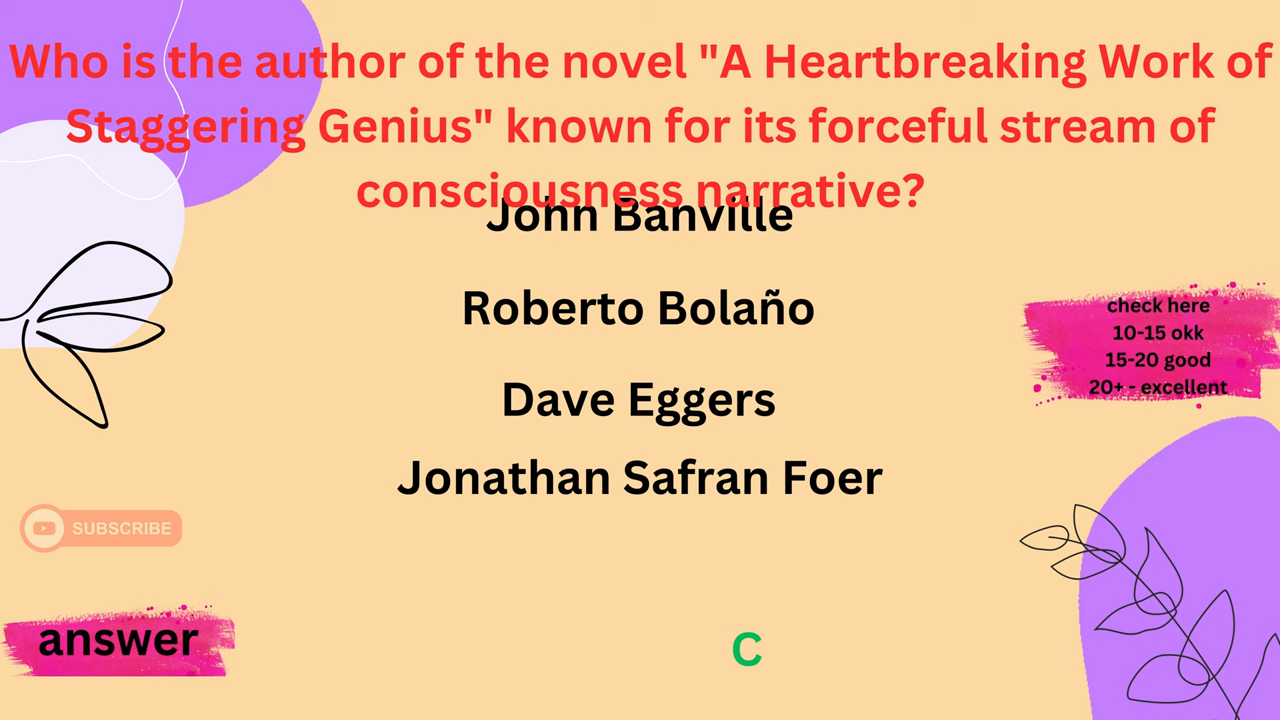 Who is the author of the novel "A Heartbreaking Work of
Staggering Genius" known for its forceful stream of
consciousness narrative?
John Banville
Roberto Bolaño
Dave Eggers
Jonathan Safran Foer
check here
10-15 okk
15-20 good
20+ - excellent
SUBSCRIBE
answer
C